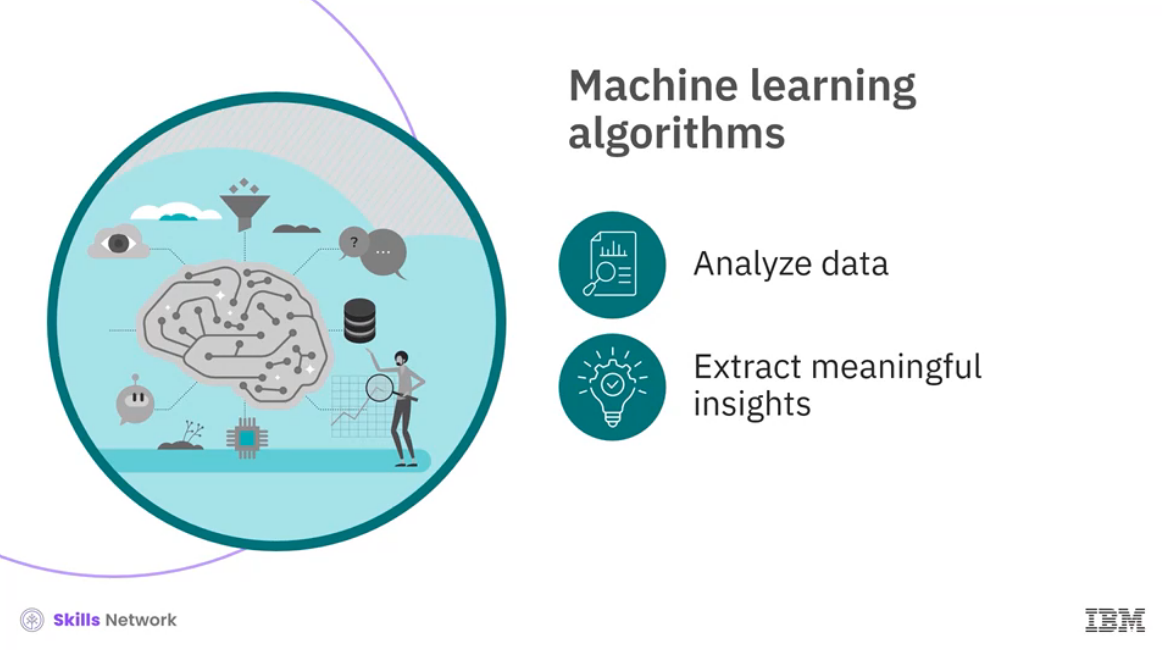 Machine learning
algorithms
?
...
Analyze data
Extract meaningful
insights
Skills Network
IBM